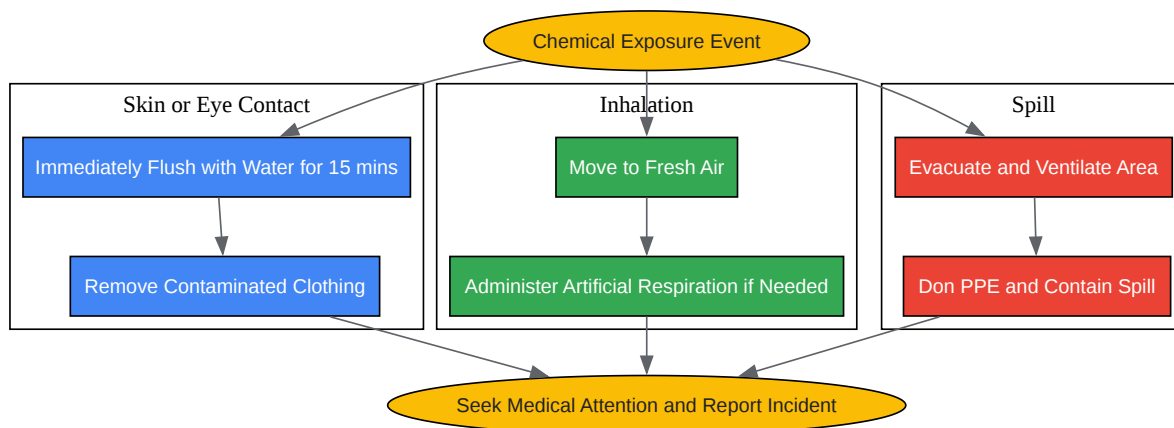 Chemical Exposure Event
Skin or Eye Contact
Immediately Flush with Water for 15 mins
Remove Contaminated Clothing
Inhalation
Move to Fresh Air
Administer Artificial Respiration if Needed
Spill
Evacuate and Ventilate Area
Don PPE and Contain Spill
Seek Medical Attention and Report Incident